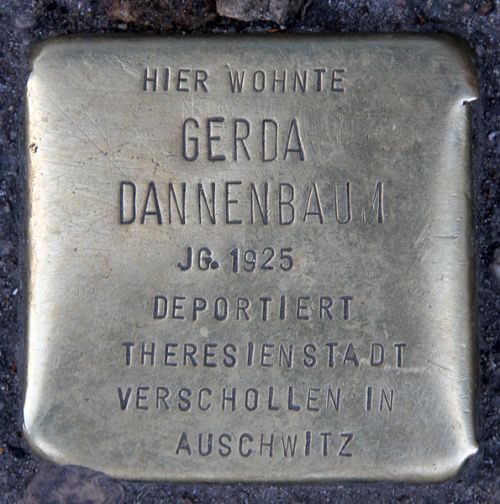 HIER WOHNTE
GERDA
DANNENBAUM
JG. 1925
DEPORTIERT
THERESIENSTADT
VERSCHOLLEN IN
AUSCHWITZ